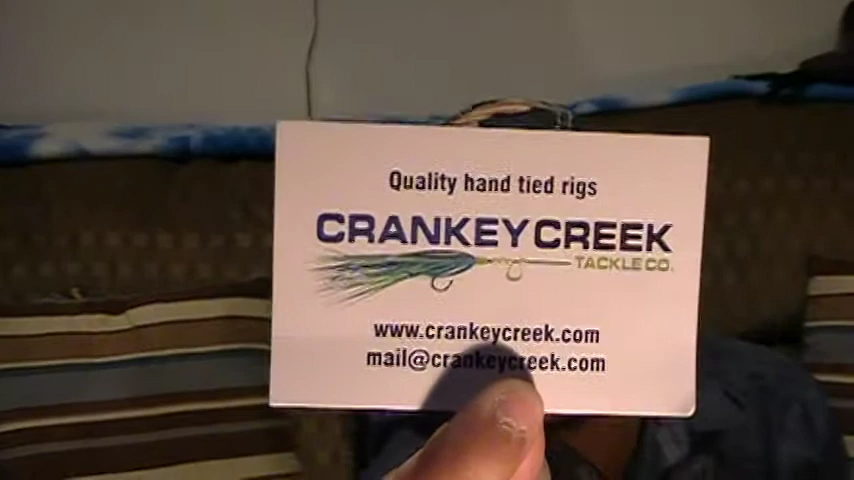 Quality hand tied rigs
CRANKEYCREEK
TACKLE CO.
www.crankeycreek.com
mail@crankeycreek.com